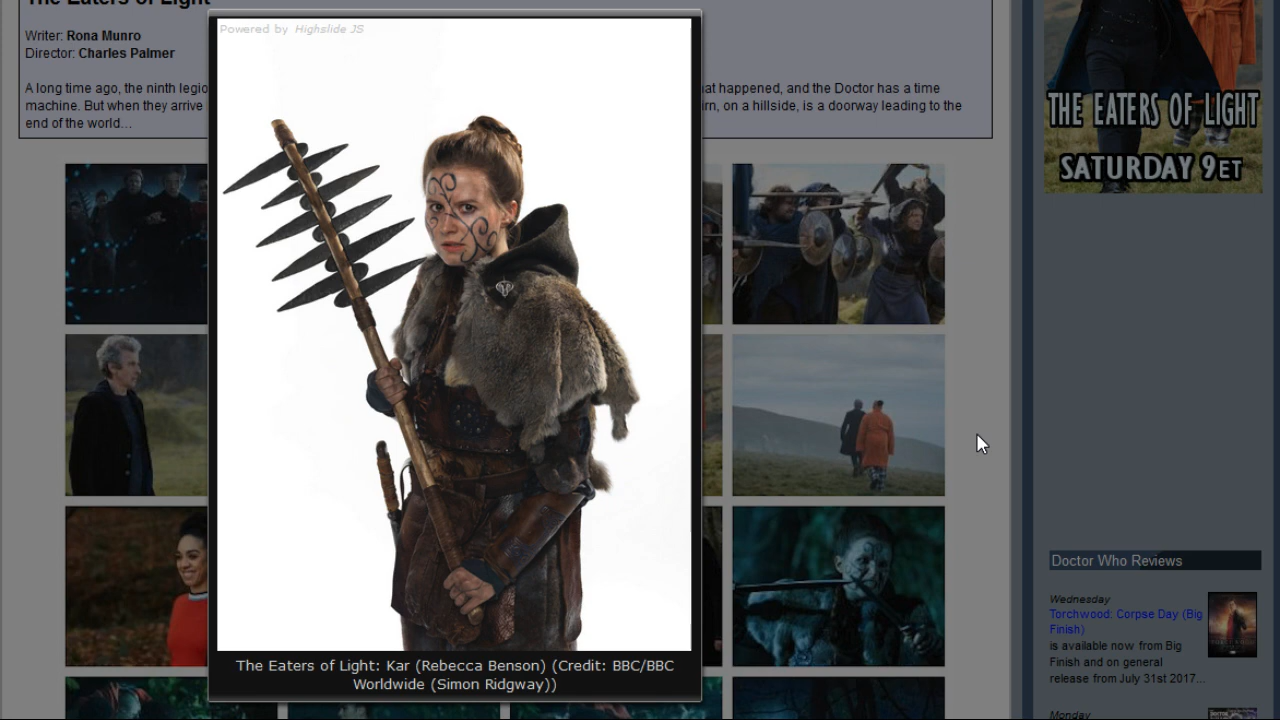 The Eaters of Light
Writer: Rona Munro
Director: Charles Palmer
A long time ago, the ninth legio
at happened, and the Doctor has a time
machine. But when they arrive
rn, on a hillside, is a doorway leading to the
end of the world...
Powered by Highslide JS
The Eaters of Light: Kar (Rebecca Benson) (Credit: BBC/BBC
Worldwide (Simon Ridgway))
THE EATERS OF LIGHT
SATURDAY 9ET
Doctor Who Reviews
Wednesday
Torchwood: Corpse Day (Big
Finish)
is available now from Big
Finish and on general
release from July 31st 2017...
Monday